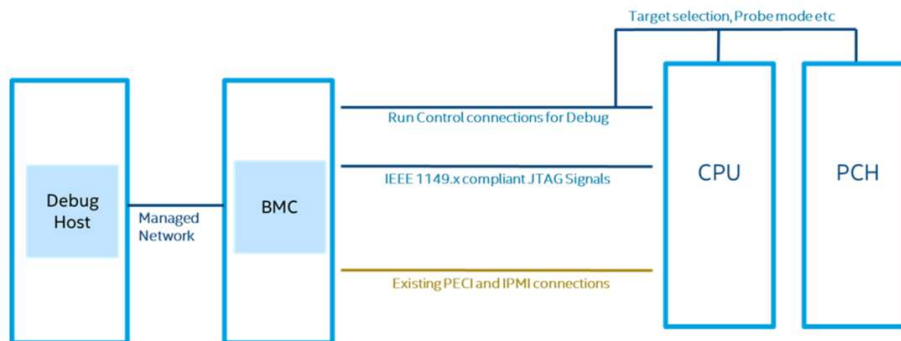 Target selection, Probe mode etc
Run Control connections for Debug
IEEE 1149.x compliant JTAG Signals
CPU
PCH
Debug
Host
BMC
Managed
Network
Existing PECI and IPMI connections